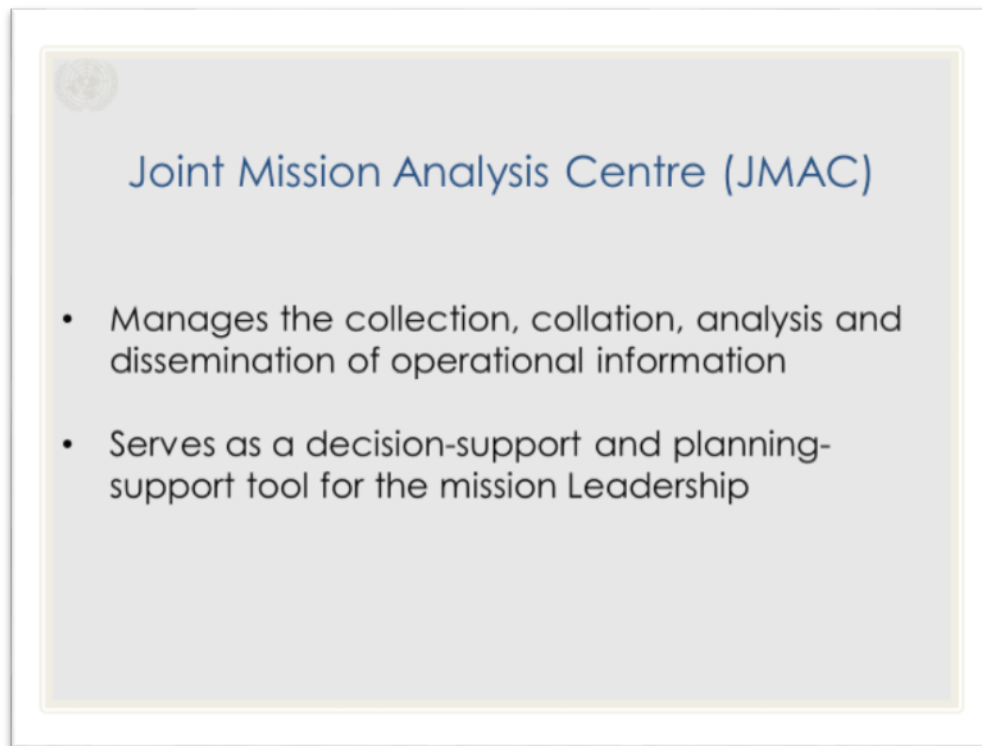 Joint Mission Analysis Centre (JMAC)
• Manages the collection, collation, analysis and
dissemination of operational information
• Serves as a decision-support and planning-
support tool for the mission Leadership